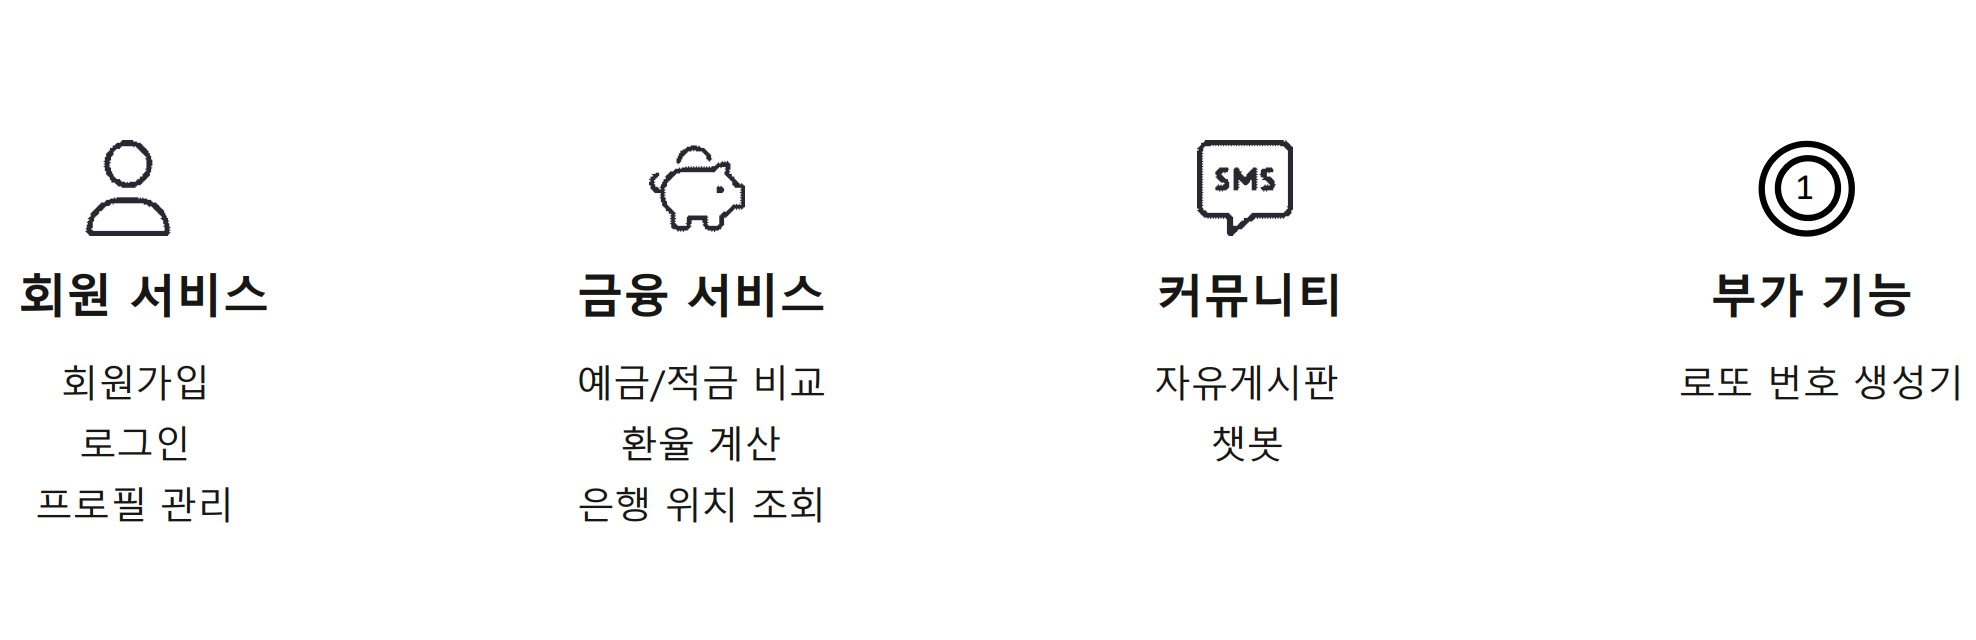 SMS
1
회원 서비스
회원가입
로그인
프로필 관리
금융 서비스
예금/적금 비교
환율 계산
은행 위치 조회
커뮤니티
자유게시판
챗봇
부가 기능
로또 번호 생성기